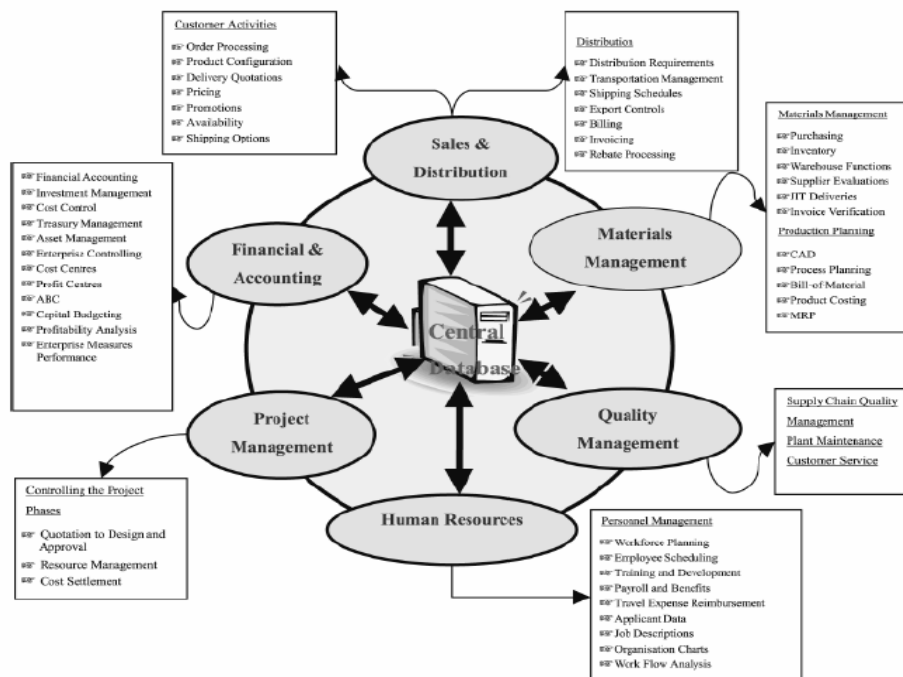 Customer Activities
Order Processing
Product Configuration
Delivery Quotations
Pricing
Promotions
Availability
Shipping Options
Distribution
Distribution Requirements
Transportation Management
Shipping Schedules
Export Controls
Billing
Invoicing
Rebate Processing
Sales &
Distribution
Materials Management
Purchasing
Inventory
Warehouse Functions
Supplier Evaluations
JIT Deliveries
Invoice Verification
Production Planning
CAD
Process Planning
Bill-of-Material
Product Costing
MRP
Financial Accounting
Investment Management
Cost Control
Treasury Management
Asset Management
Enterprise Controlling
Cost Centres
Profit Centres
ABC
Capital Budgeting
Profitability Analysis
Enterprise Measures
Performance
Financial &
Accounting
Materials
Management
Central
Database
Project
Management
Quality
Management
Supply Chain Quality
Management
Plant Maintenance
Customer Service
Controlling the Project
Phases
Quotation to Design and
Approval
Resource Management
Cost Settlement
Human Resources
Personnel Management
Workforce Planning
Employee Scheduling
Training and Development
Payroll and Benefits
Travel Expense Reimbursement
Applicant Data
Job Descriptions
Organisation Charts
Work Flow Analysis